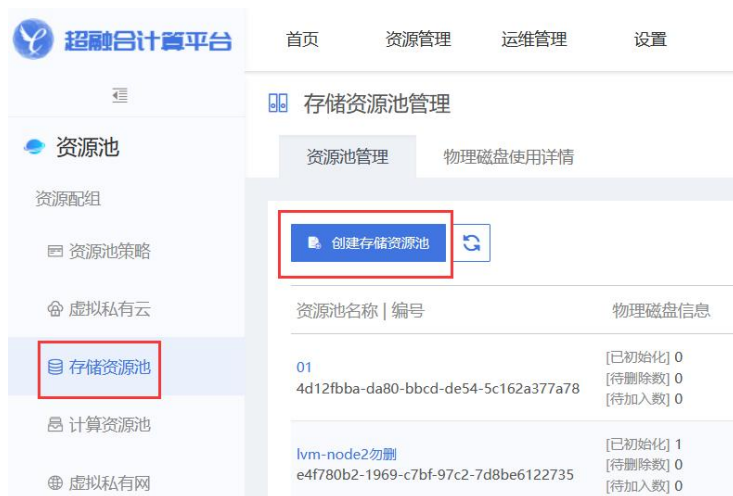 超融合计算平台 首页 资源管理 运维管理 设置
存储资源池管理
资源池
资源池管理 物理磁盘使用详情
资源配组
创建存储资源池
资源池策略
资源池名称 | 编号 物理磁盘信息
虚拟私有云
存储资源池
01
4d12fbba-da80-bbcd-de54-5c162a377a78
[已初始化] 0
[待删除数] 0
[待加入数] 0
计算资源池
lvm-node2勿删
e4f780b2-1969-c7bf-97c2-7d8be6122735
[已初始化] 1
[待删除数] 0
[待加入数] 0
虚拟私有网